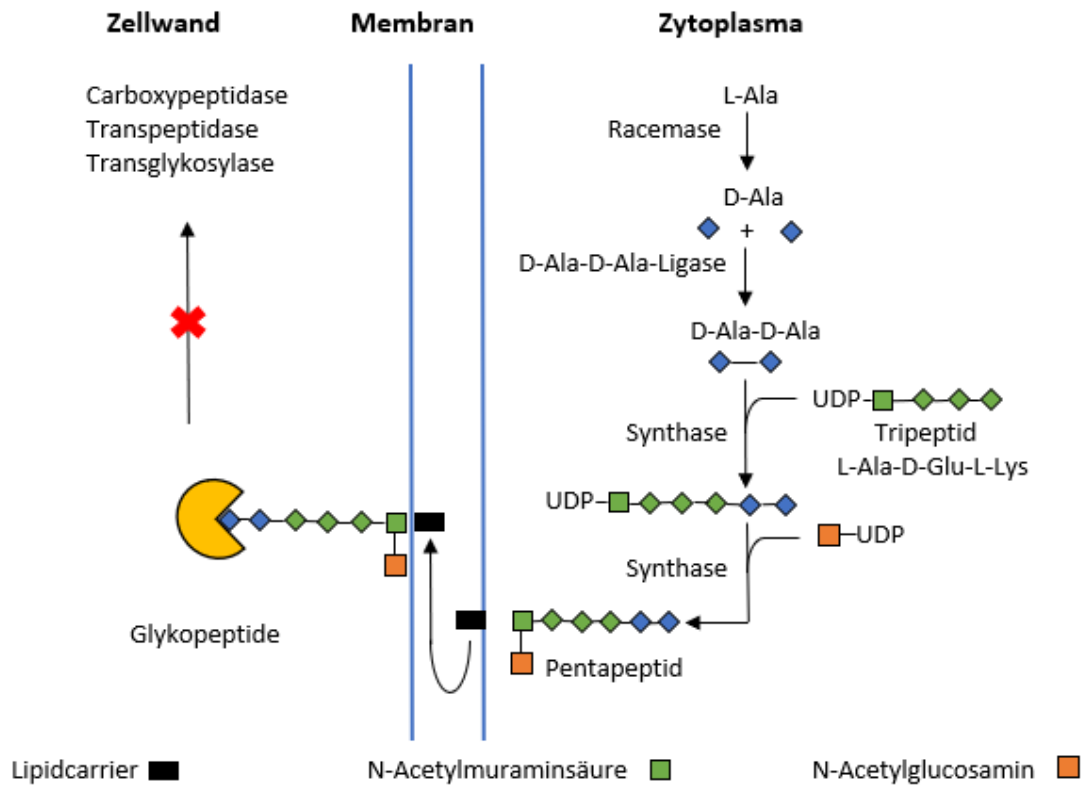 Zellwand
Membran
Zytoplasma
Carboxypeptidase
Transpeptidase
Transglykosylase
L-Ala
Racemase
D-Ala
+
D-Ala-D-Ala-Ligase
D-Ala-D-Ala
UDP
Synthase
Tripeptid
L-Ala-D-Glu-L-Lys
UDP
UDP
Synthase
Glykopeptide
Pentapeptid
Lipidcarrier
N-Acetylmuraminsäure
N-Acetylglucosamin